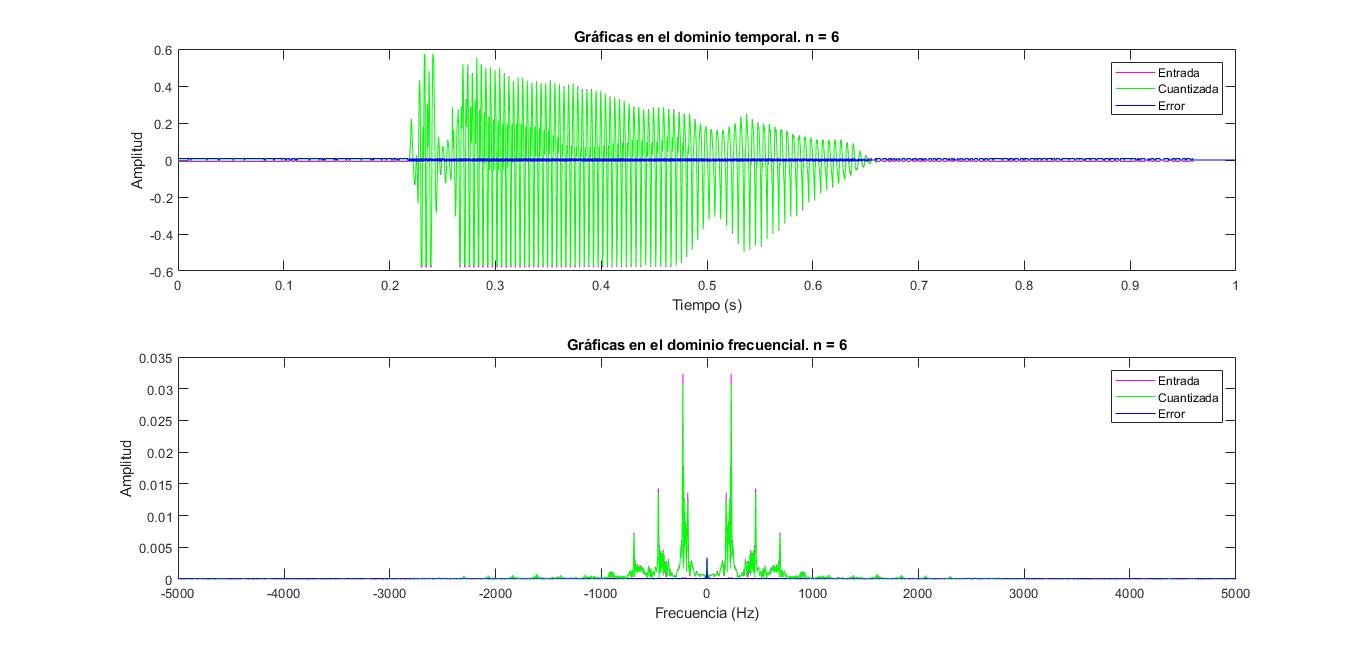 Gráficas en el dominio temporal. n = 6
0.6
0.4
0.2
0
-0.2
-0.4
-0.6
Amplitud
Entrada
Cuantizada
Error
0 0.1 0.2 0.3 0.4 0.5 0.6 0.7 0.8 0.9 1
Tiempo (s)
Gráficas en el dominio frecuencial. n = 6
0.035
0.03
0.025
0.02
0.015
0.01
0.005
0
Amplitud
Entrada
Cuantizada
Error
-5000 -4000 -3000 -2000 -1000 0 1000 2000 3000 4000 5000
Frecuencia (Hz)